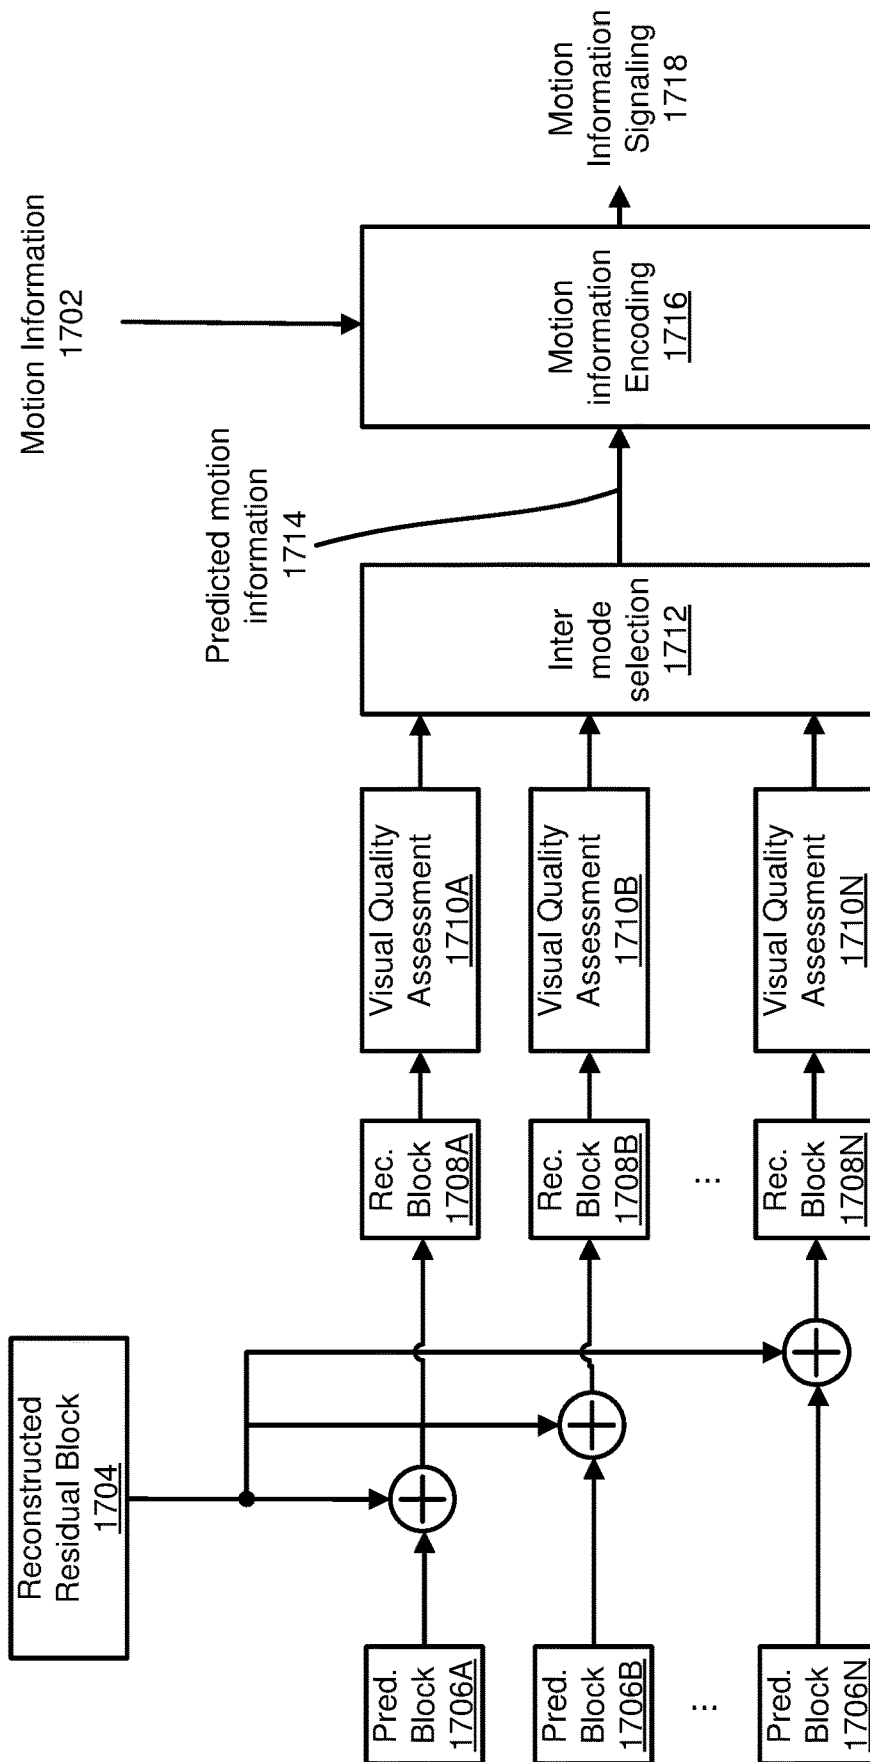 Reconstructed
Residual Block
1704
Motion Information
1702
Predicted motion
information
1714
Pred.
Block
1706A
Rec.
Block
1708A
Visual Quality
Assessment
1710A
Inter
mode
selection
1712
Motion
information
Encoding
1716
Motion
Information
Signaling
1718
Pred.
Block
1706B
Rec.
Block
1708B
Visual Quality
Assessment
1710B
...
...
Pred.
Block
1706N
Rec.
Block
1708N
Visual Quality
Assessment
1710N